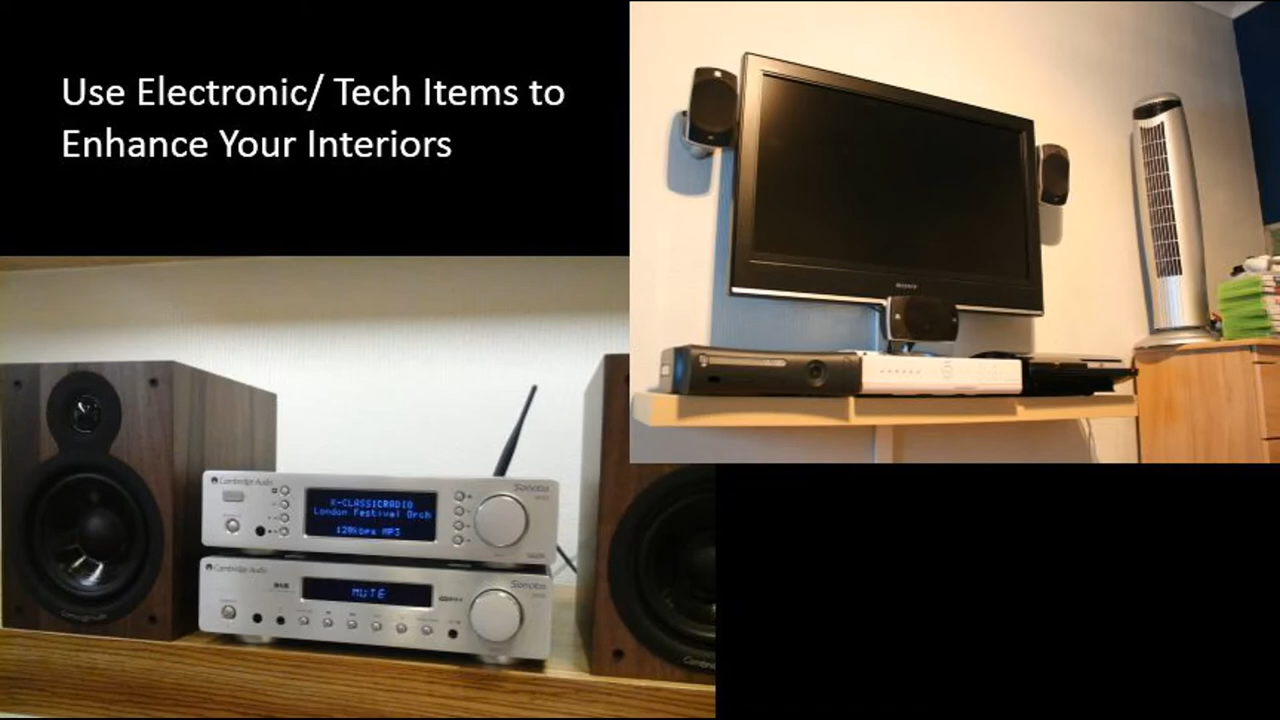 Use Electronic/ Tech Items to
Enhance Your Interiors
SONY
Cambridge Audio
Sonata
K-CLASSICRADIO
London Festival Orch
128kbps MP3
Cambridge Audio
Sonata
MUTE